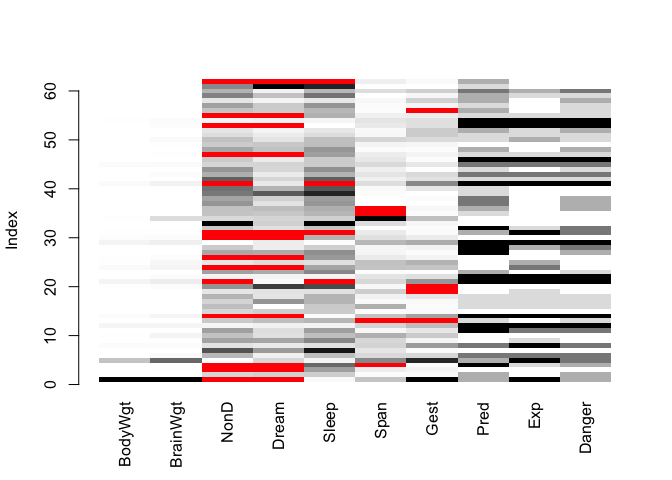 Index
60
50
40
30
20
10
0
BodyWgt
BrainWgt
NonD
Dream
Sleep
Span
Gest
Pred
Exp
Danger